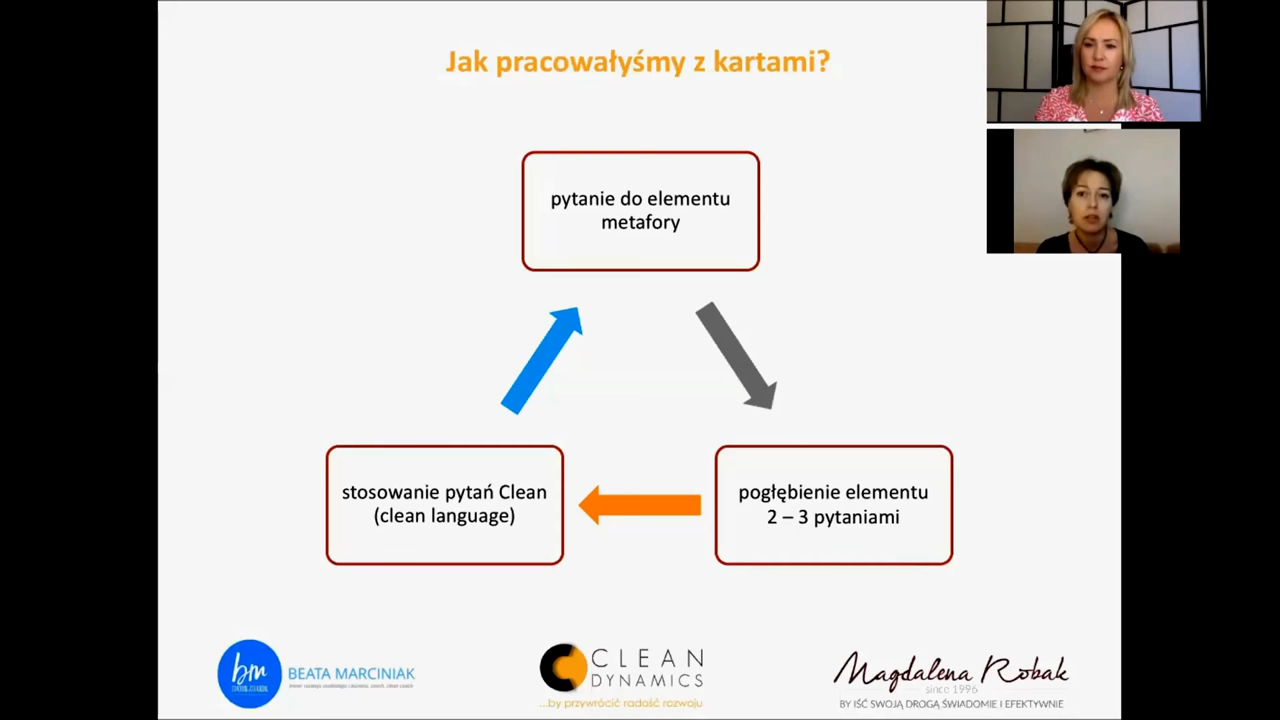 Jak pracowałyśmy z kartami?
pytanie do elementu
metafory
stosowanie pytań Clean
(clean language)
pogłębienie elementu
2 – 3 pytaniami
bm
BEATA MARCINIAK
CLEAN
DYNAMICS
...by przywrócić radość rozwoju
Magdalena Robak
since 1996
BY IŚĆ SWOJĄ DROGĄ ŚWIADOMIE I EFEKTYWNIE